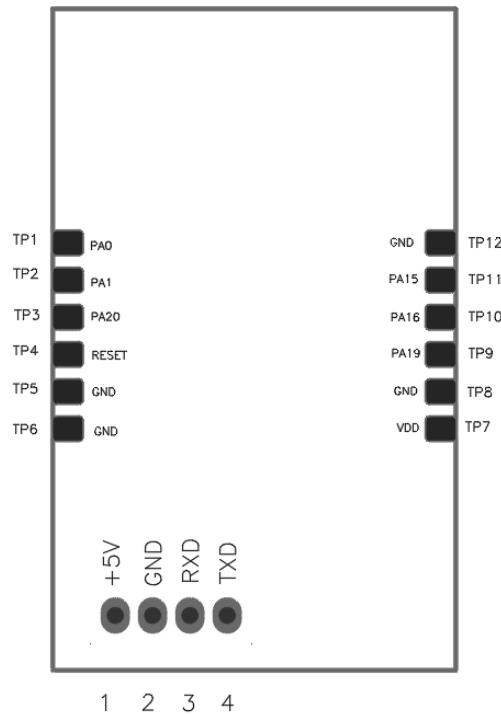 TP1 PA0 GND TP12
TP2 PA1 PA15 TP11
TP3 PA20 PA16 TP10
TP4 RESET PA19 TP9
TP5 GND GND TP8
TP6 GND VDD TP7
+5V GND RXD TXD
1 2 3 4